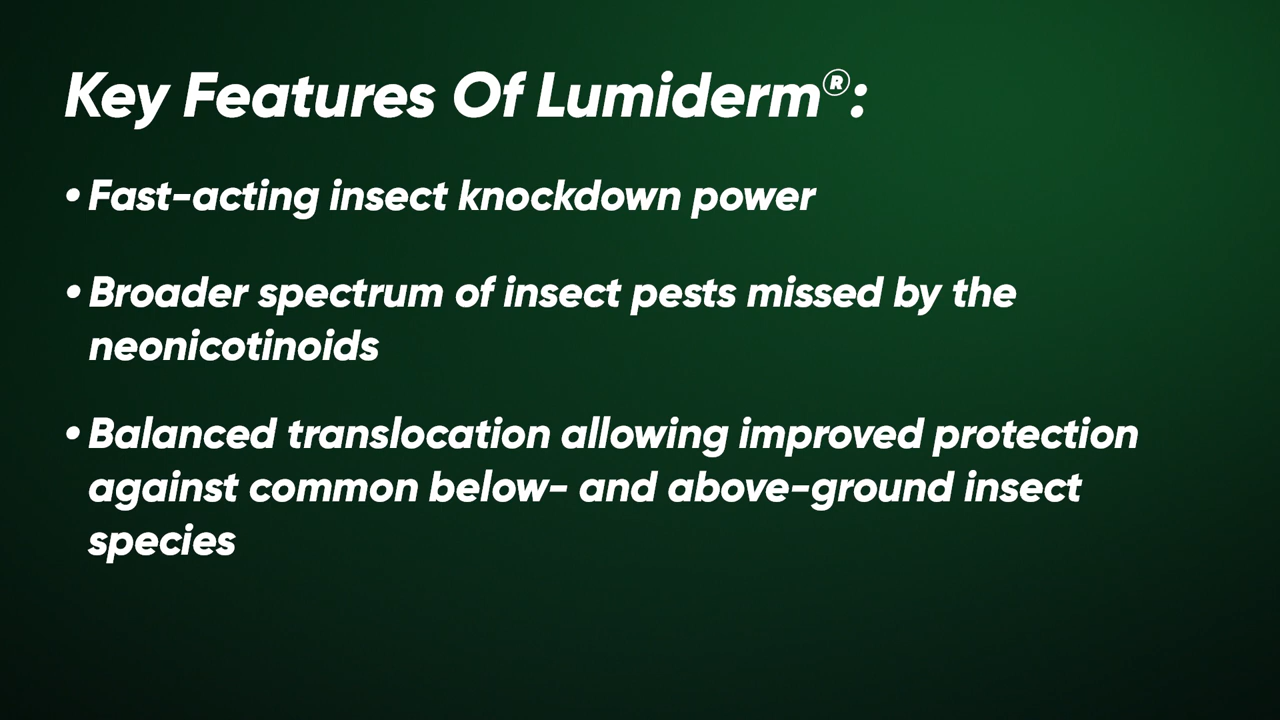 Key Features Of Lumiderm®:
• Fast-acting insect knockdown power
• Broader spectrum of insect pests missed by the
neonicotinoids
• Balanced translocation allowing improved protection
against common below- and above-ground insect
species